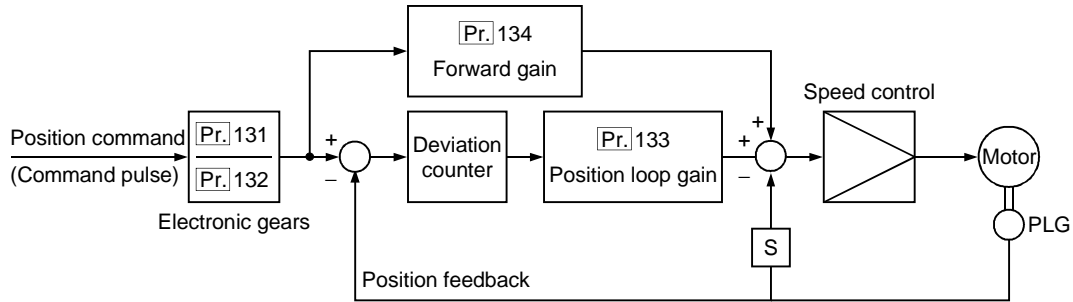 Pr. 134
Forward gain
Speed control
Position command
(Command pulse)
Pr. 131
Pr. 132
Electronic gears
+
−
Deviation
counter
Pr. 133
Position loop gain
+
+
−
Motor
PLG
S
Position feedback